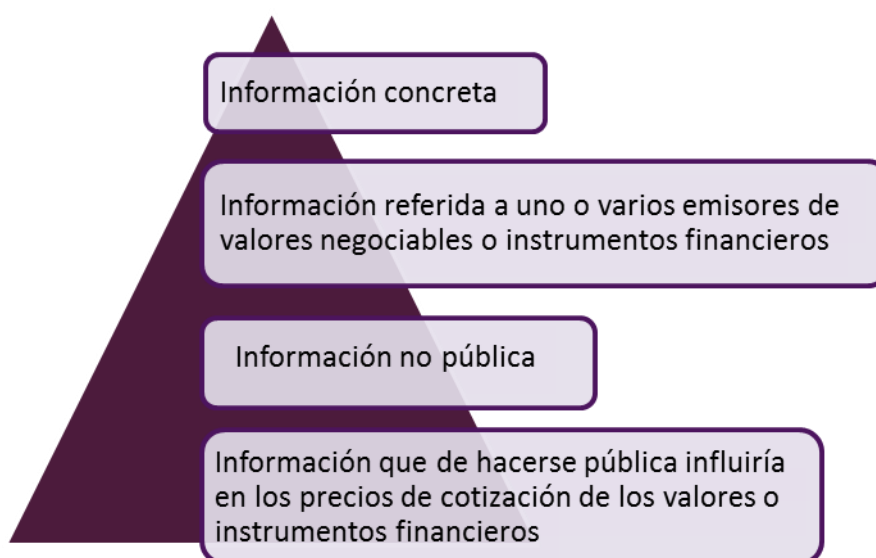 Información concreta
Información referida a uno o varios emisores de
valores negociables o instrumentos financieros
Información no pública
Información que de hacerse pública influiría
en los precios de cotización de los valores o
instrumentos financieros